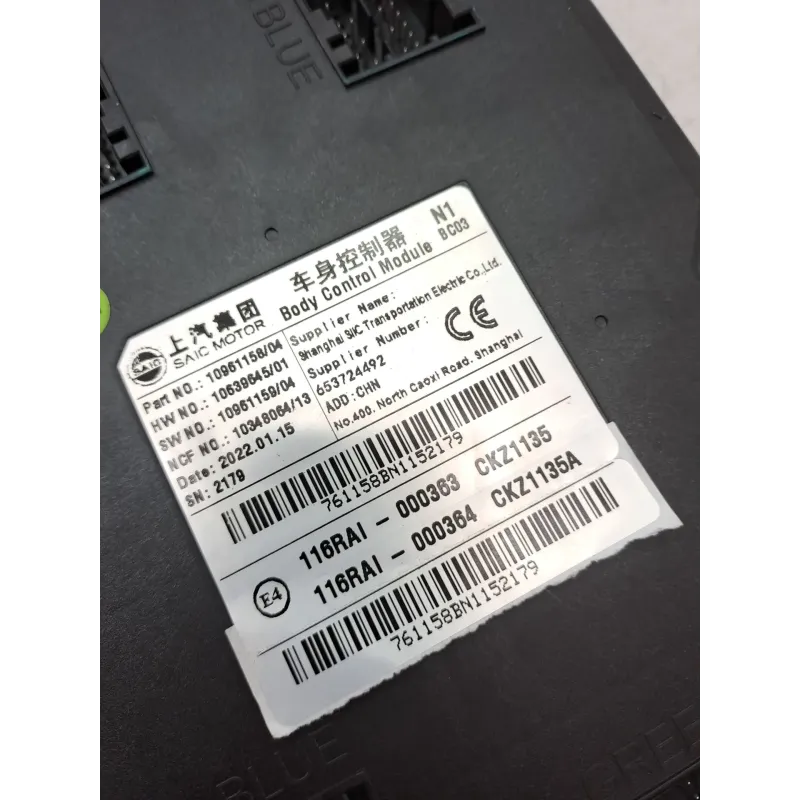 BLUE
上汽集团
SAIC MOTOR
SAIC
车身控制器 N1
Body Control Module BC03
Part NO.: 10961158/04
HW NO.: 10639645/01
SW NO.: 10961159/04
NCF NO.: 10348064/13
Date: 2022.01.15
SN: 2179
Supplier Name:
Shanghai SIIC Transportation Electric Co.,Ltd.
Supplier Number:
653724492
ADD:CHN
No.400, North Caoxi Road, Shanghai
CE
761158BN1152179
116RAI - 000363 CKZ1135
116RAI - 000364 CKZ1135A
E4
761158BN1152179
BLUE